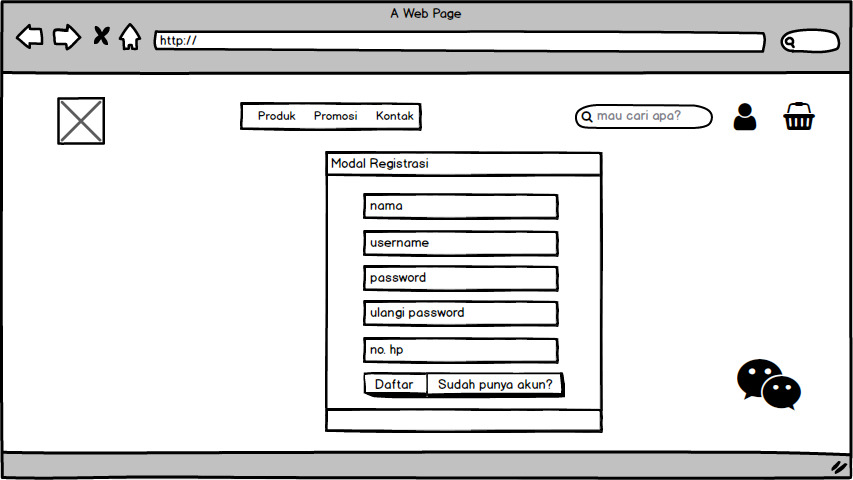 A Web Page
http://
Produk Promosi Kontak
mau cari apa?
Modal Registrasi
nama
username
password
ulangi password
no. hp
Daftar Sudah punya akun?